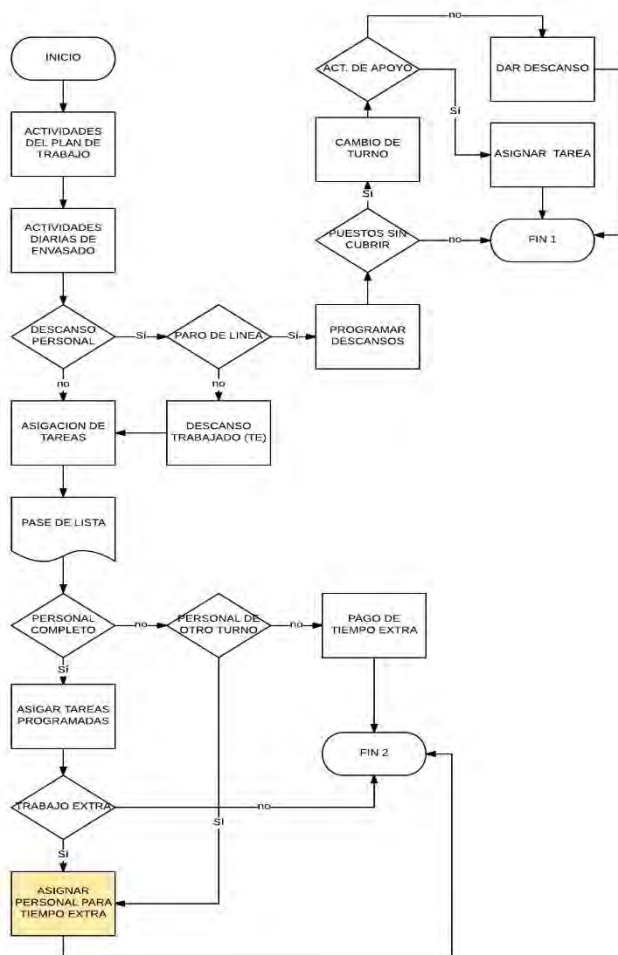 INICIO
ACTIVIDADES
DEL PLAN DE
TRABAJO
ACTIVIDADES
DIARIAS DE
ENVASADO
DESCANSO
PERSONAL
Sí
no
PARO DE LINEA
Sí
no
PROGRAMAR
DESCANSOS
PUESTOS SIN
CUBRIR
Sí
no
CAMBIO DE
TURNO
ACT. DE APOYO
no
Sí
DAR DESCANSO
ASIGNAR TAREA
FIN 1
DESCANSO
TRABAJADO (TE)
ASIGACION DE
TAREAS
PASE DE LISTA
PERSONAL
COMPLETO
no
Sí
PERSONAL DE
OTRO TURNO
no
Sí
PAGO DE
TIEMPO EXTRA
ASIGAR TAREAS
PROGRAMADAS
FIN 2
TRABAJO EXTRA
no
Sí
ASIGNAR
PERSONAL PARA
TIEMPO EXTRA